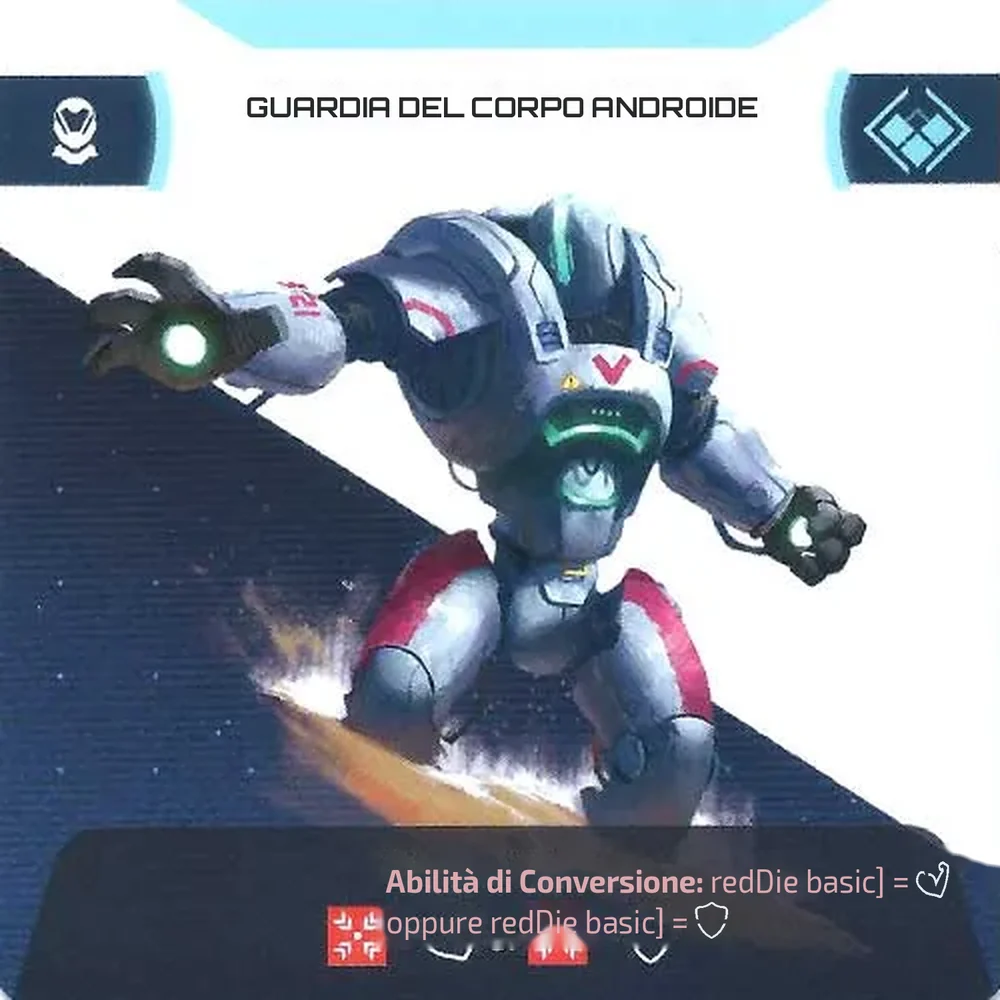 GUARDIA DEL CORPO ANDROIDE
Abilità di Conversione: redDie basic] =
oppure redDie basic] =